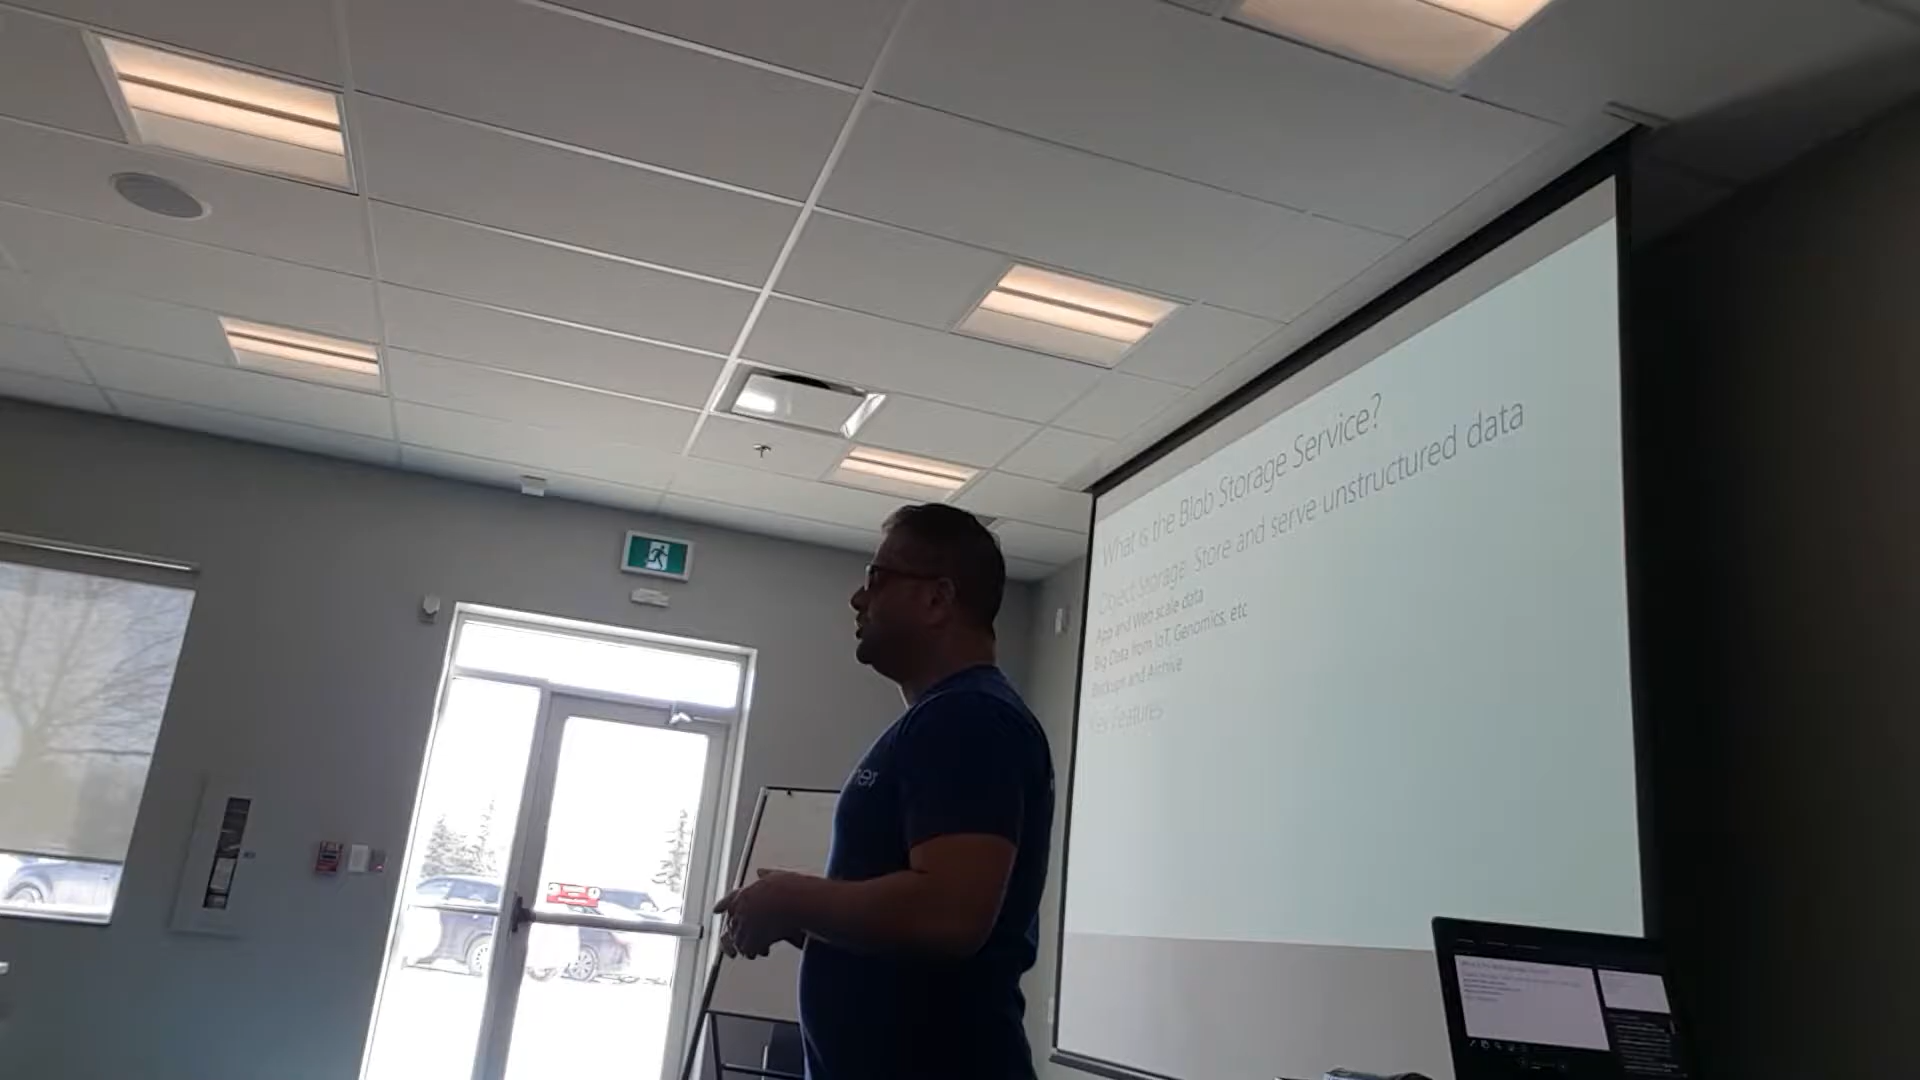 What is the Blob Storage Service?
Object Storage: Store and serve unstructured data
App and Web scale data
Big Data from IoT, Genomics, etc
Backups and Archive
Key Features